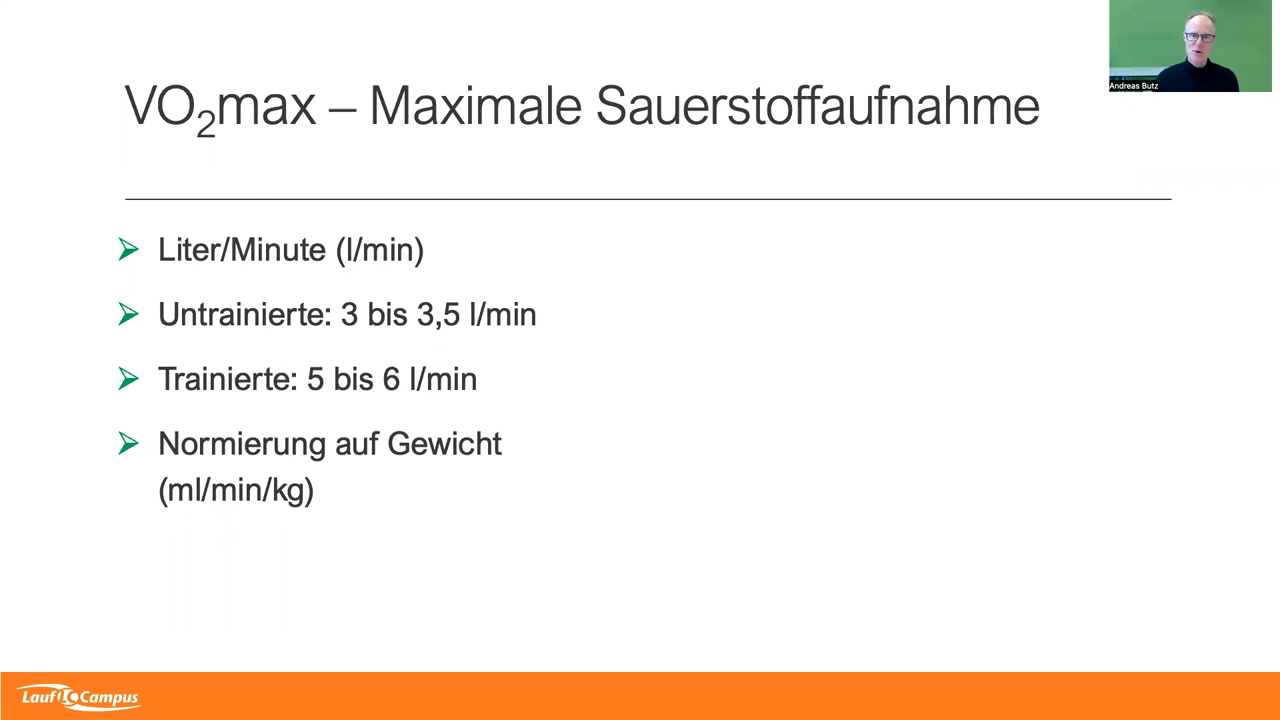 VO₂max – Maximale Sauerstoffaufnahme
Andreas Butz
Liter/Minute (l/min)
Untrainierte: 3 bis 3,5 l/min
Trainierte: 5 bis 6 l/min
Normierung auf Gewicht
(ml/min/kg)
Lauf Campus